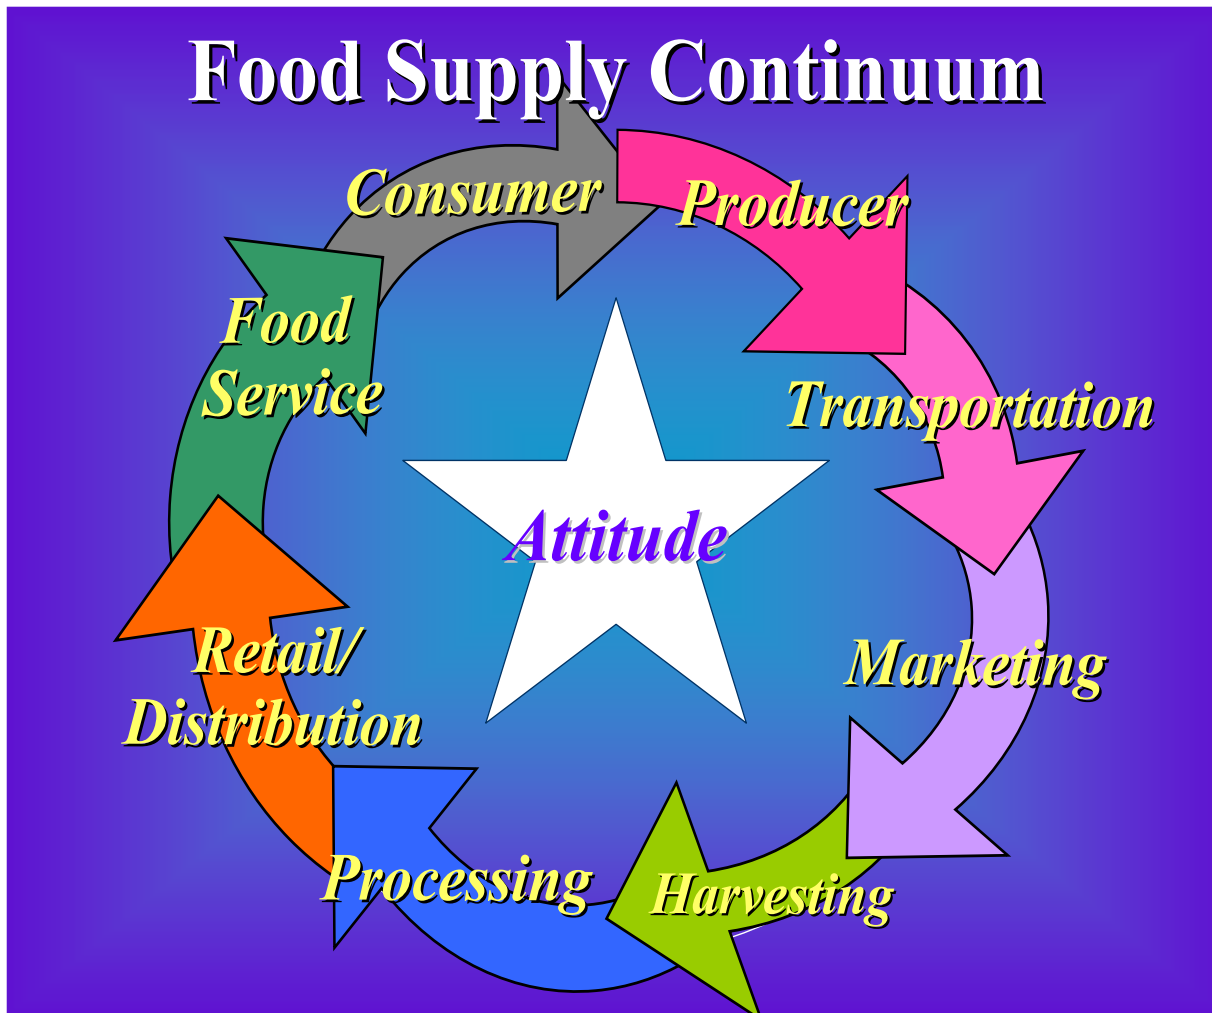 Food Supply Continuum
Consumer
Producer
Food
Service
Transportation
Attitude
Retail/
Distribution
Marketing
Processing
Harvesting